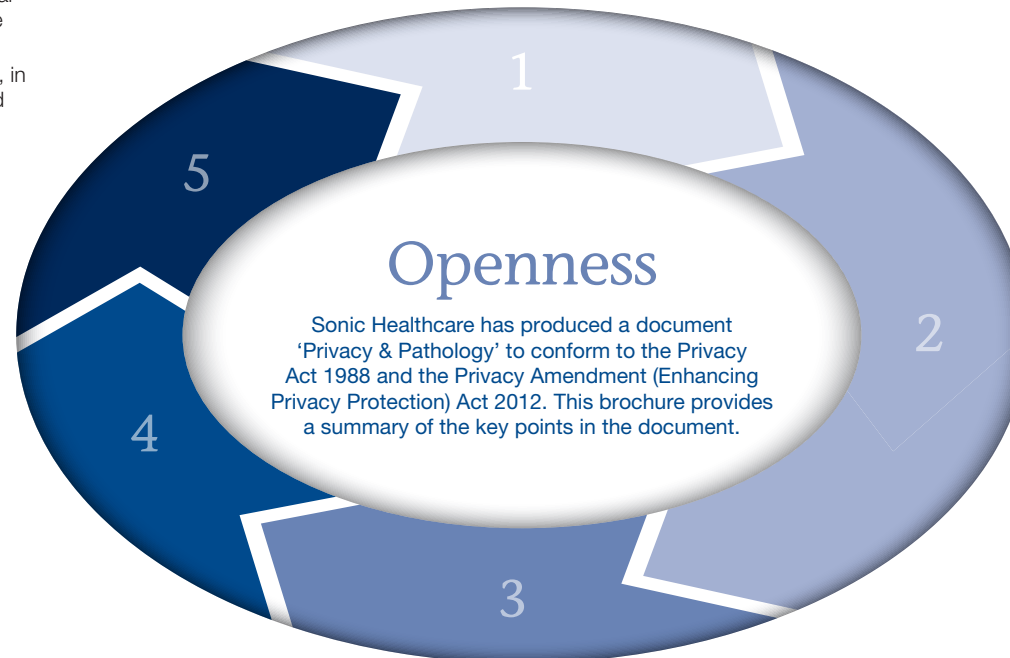 , in
1
5
Openness
Sonic Healthcare has produced a document
‘Privacy & Pathology’ to conform to the Privacy
Act 1988 and the Privacy Amendment (Enhancing
Privacy Protection) Act 2012. This brochure provides
a summary of the key points in the document.
2
4
3